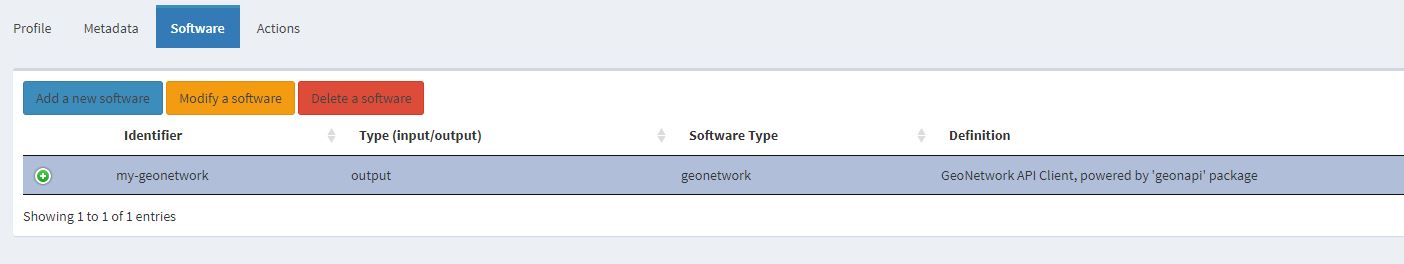 Profile Metadata Software Actions
Add a new software Modify a software Delete a software
Identifier Type (input/output) Software Type Definition
my-geonetwork output geonetwork GeoNetwork API Client, powered by 'geonapi' package
Showing 1 to 1 of 1 entries